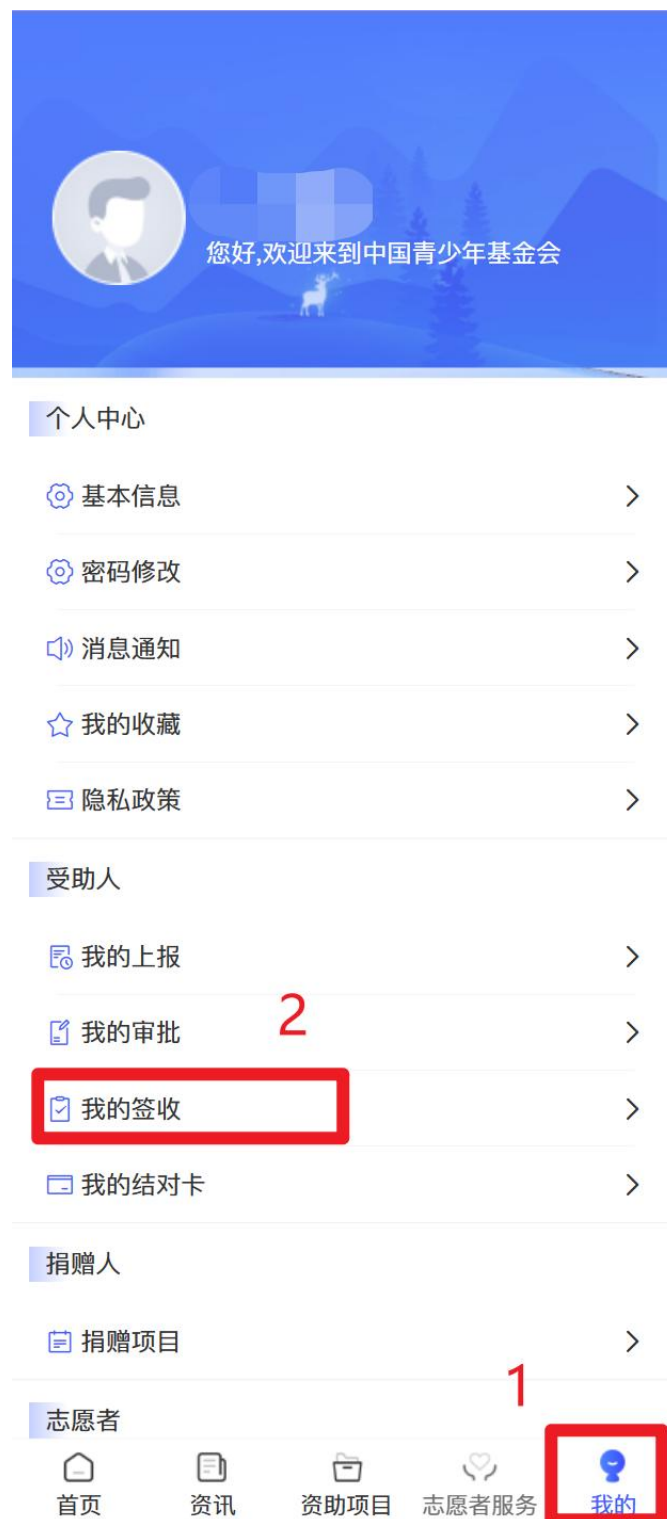 您好,欢迎来到中国青少年基金会
个人中心
基本信息
密码修改
消息通知
我的收藏
隐私政策
受助人
我的上报
2
我的审批
我的签收
我的结对卡
捐赠人
捐赠项目
1
志愿者
首页 资讯 资助项目 志愿者服务 我的